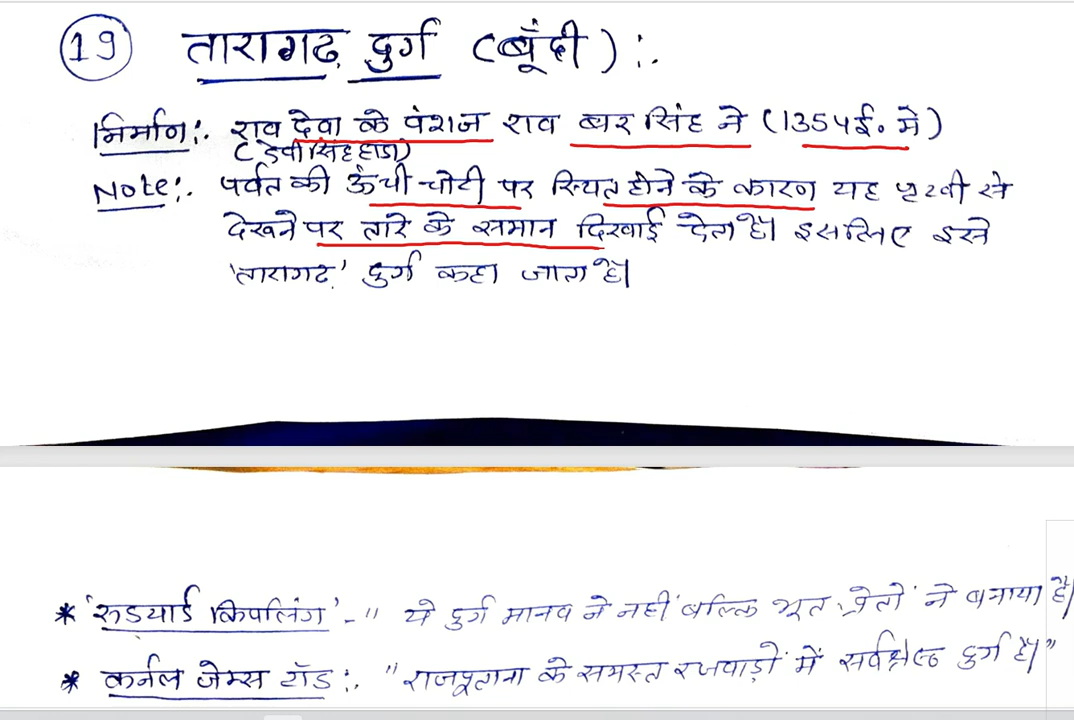 19 तारागढ़ दुर्ग (बूँदी) :.
निर्माण:. राव देवा के वंशज राव बर सिंह ने (1354ई. में)
(देवीसिंह हाडा)
Note:. पर्वत की ऊँची-चोटी पर स्थित होने के कारण यह पृथ्वी से
देखने पर तारे के समान दिखाई देता है। इसलिए इसे
'तारागढ़' दुर्ग कहा जाता है।
* 'रुडयार्ड किपलिंग' - " ये दुर्ग मानव ने नहीं बल्कि भूत प्रेतों ने बनाया है।
* कर्नल जेम्स टॉड :. "राजपूताना के समस्त रजवाड़ों में सर्वश्रेष्ठ दुर्ग है।"